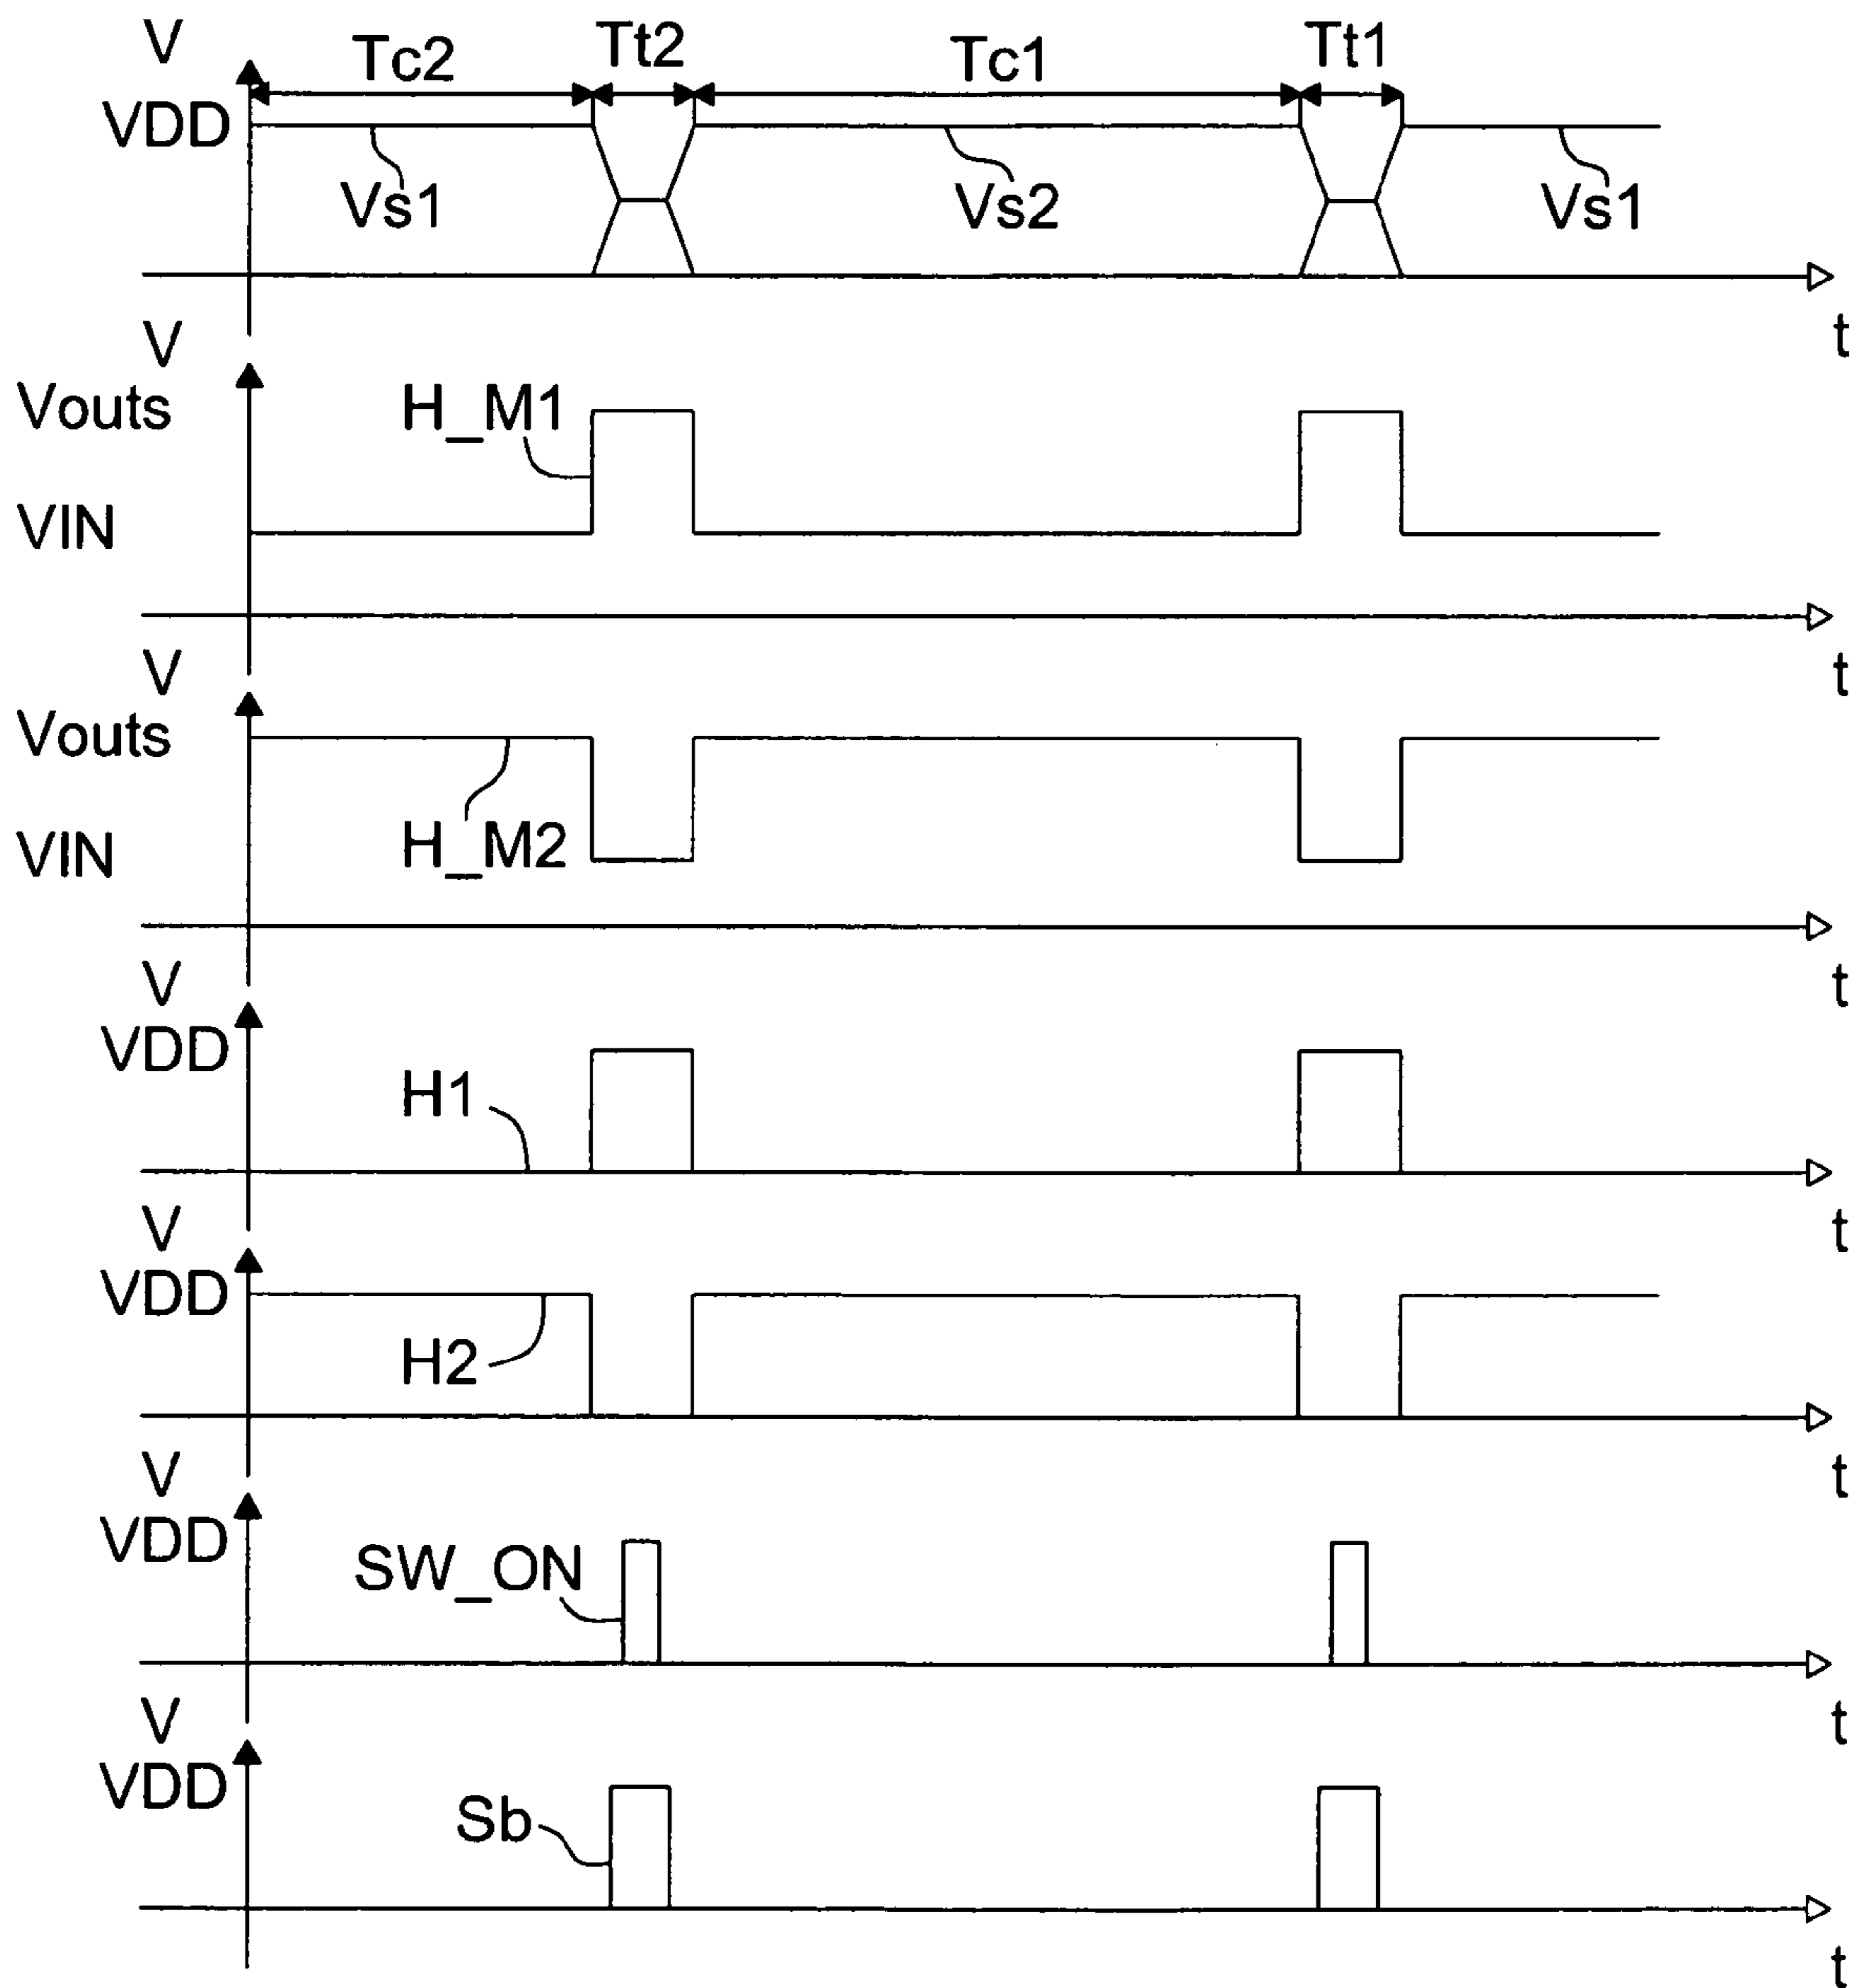 V Tc2 Tt2 Tc1 Tt1
VDD
Vs1 Vs2 Vs1
t
V
Vouts H_M1
VIN
t
V
Vouts
H_M2
VIN
t
V
VDD
H1
t
V
VDD
H2
t
V
VDD
SW_ON
t
V
VDD
Sb
t